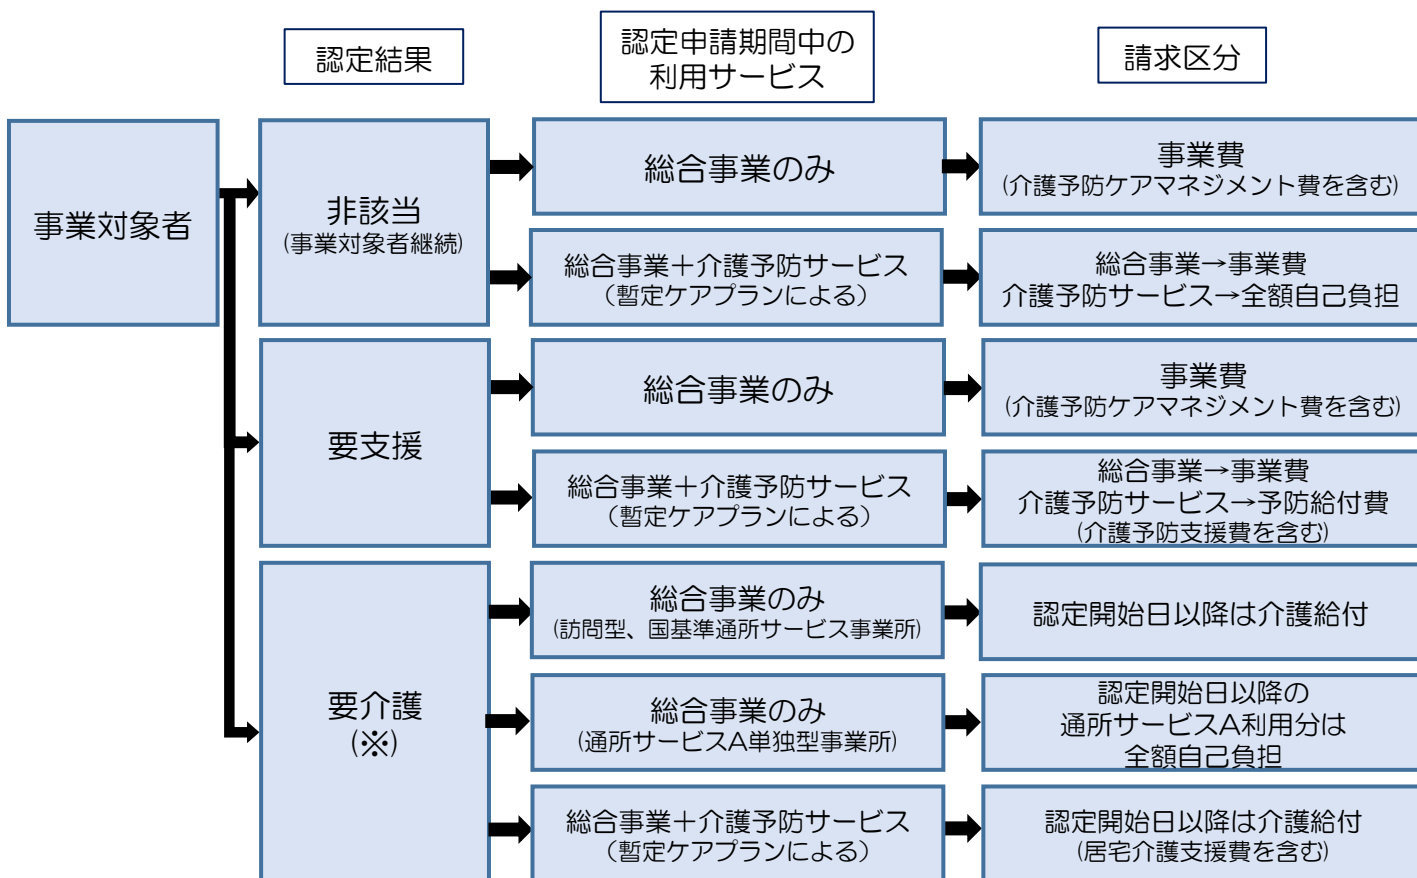 認定結果
認定申請期間中の
利用サービス
請求区分
事業対象者
非該当
(事業対象者継続)
総合事業のみ
事業費
(介護予防ケアマネジメント費を含む)
総合事業＋介護予防サービス
（暫定ケアプランによる）
総合事業→事業費
介護予防サービス→全額自己負担
要支援
総合事業のみ
事業費
(介護予防ケアマネジメント費を含む)
総合事業＋介護予防サービス
（暫定ケアプランによる）
総合事業→事業費
介護予防サービス→予防給付費
(介護予防支援費を含む)
要介護
(※)
総合事業のみ
(訪問型、国基準通所サービス事業所)
認定開始日以降は介護給付
総合事業のみ
(通所サービスA単独型事業所)
認定開始日以降の
通所サービスA利用分は
全額自己負担
総合事業＋介護予防サービス
（暫定ケアプランによる）
認定開始日以降は介護給付
(居宅介護支援費を含む)